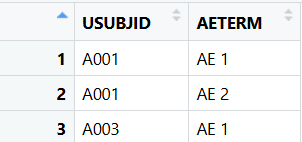 USUBJID AETERM
1 A001 AE 1
2 A001 AE 2
3 A003 AE 1